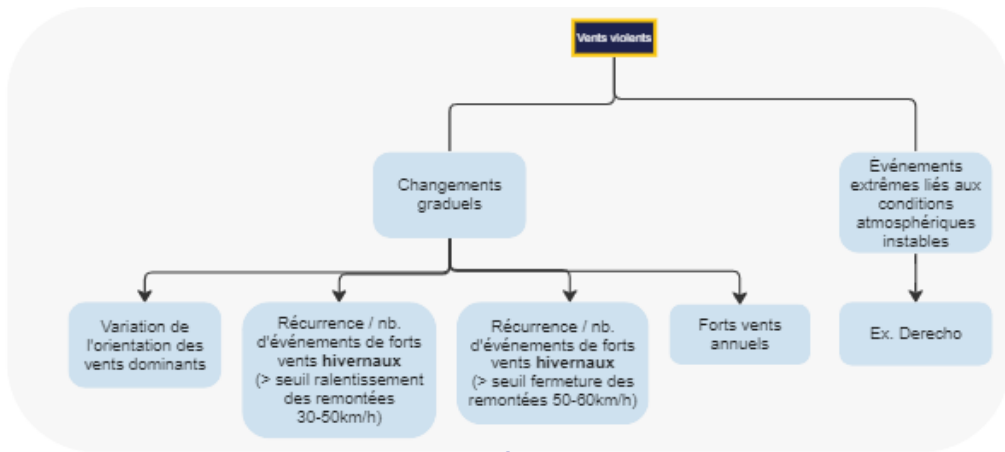 Vents violents
Changements
graduels
Événements
extrêmes liés aux
conditions
atmosphériques
instables
Variation de
l'orientation des
vents dominants
Récurrence / nb.
d'événements de forts
vents hivernaux
(> seuil ralentissement
des remontées
30-50km/h)
Récurrence / nb.
d'événements de forts
vents hivernaux
(> seuil fermeture des
remontées 50-60km/h)
Forts vents
annuels
Ex. Derecho